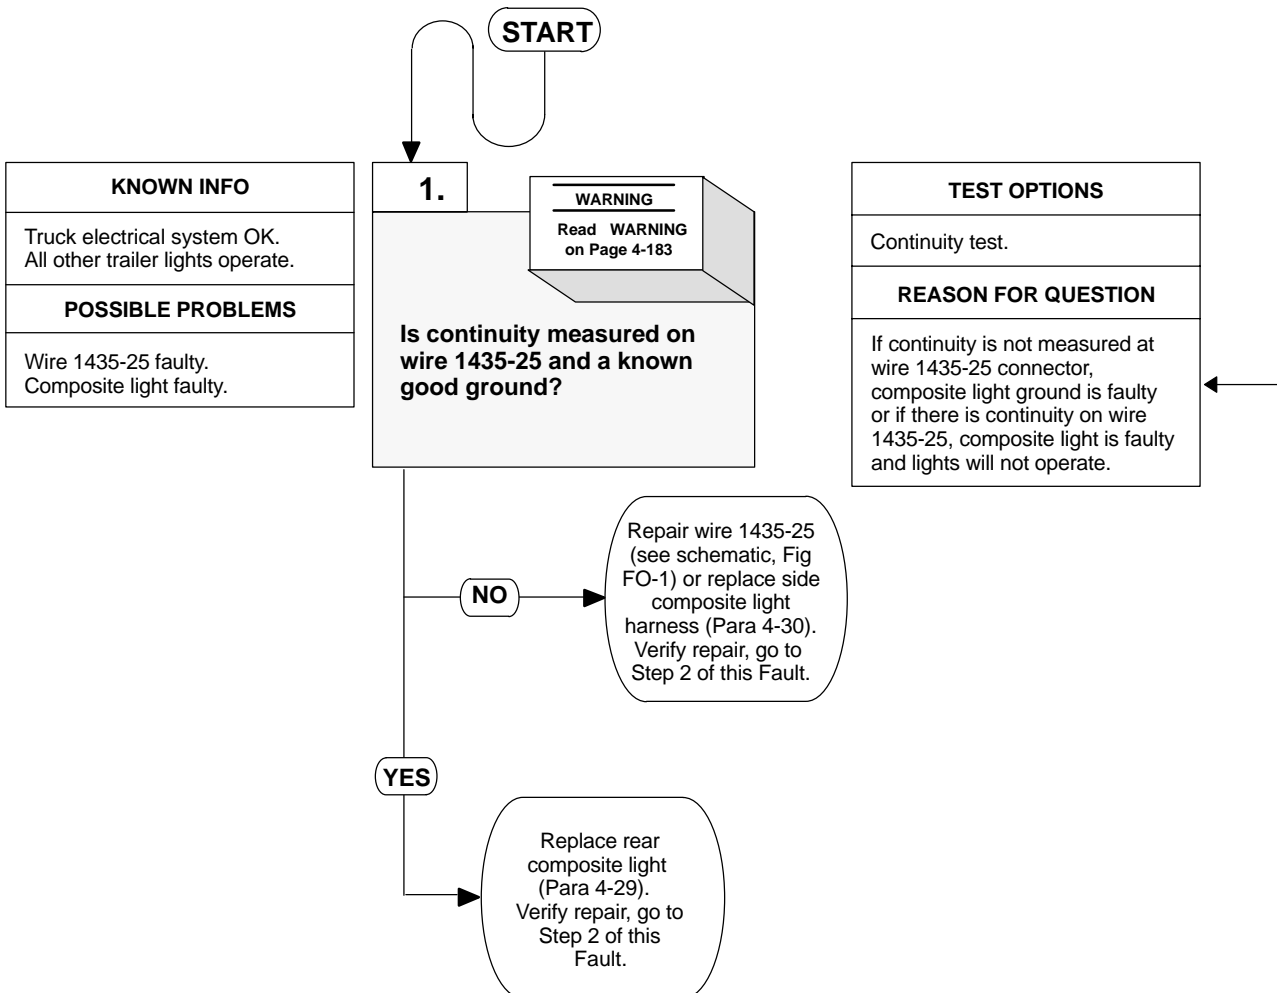 START
KNOWN INFO
Truck electrical system OK.
All other trailer lights operate.
POSSIBLE PROBLEMS
Wire 1435-25 faulty.
Composite light faulty.
1.
WARNING
Read WARNING
on Page 4-183
Is continuity measured on
wire 1435-25 and a known
good ground?
TEST OPTIONS
Continuity test.
REASON FOR QUESTION
If continuity is not measured at
wire 1435-25 connector,
composite light ground is faulty
or if there is continuity on wire
1435-25, composite light is faulty
and lights will not operate.
NO
Repair wire 1435-25
(see schematic, Fig
FO-1) or replace side
composite light
harness (Para 4-30).
Verify repair, go to
Step 2 of this Fault.
YES
Replace rear
composite light
(Para 4-29).
Verify repair, go to
Step 2 of this
Fault.